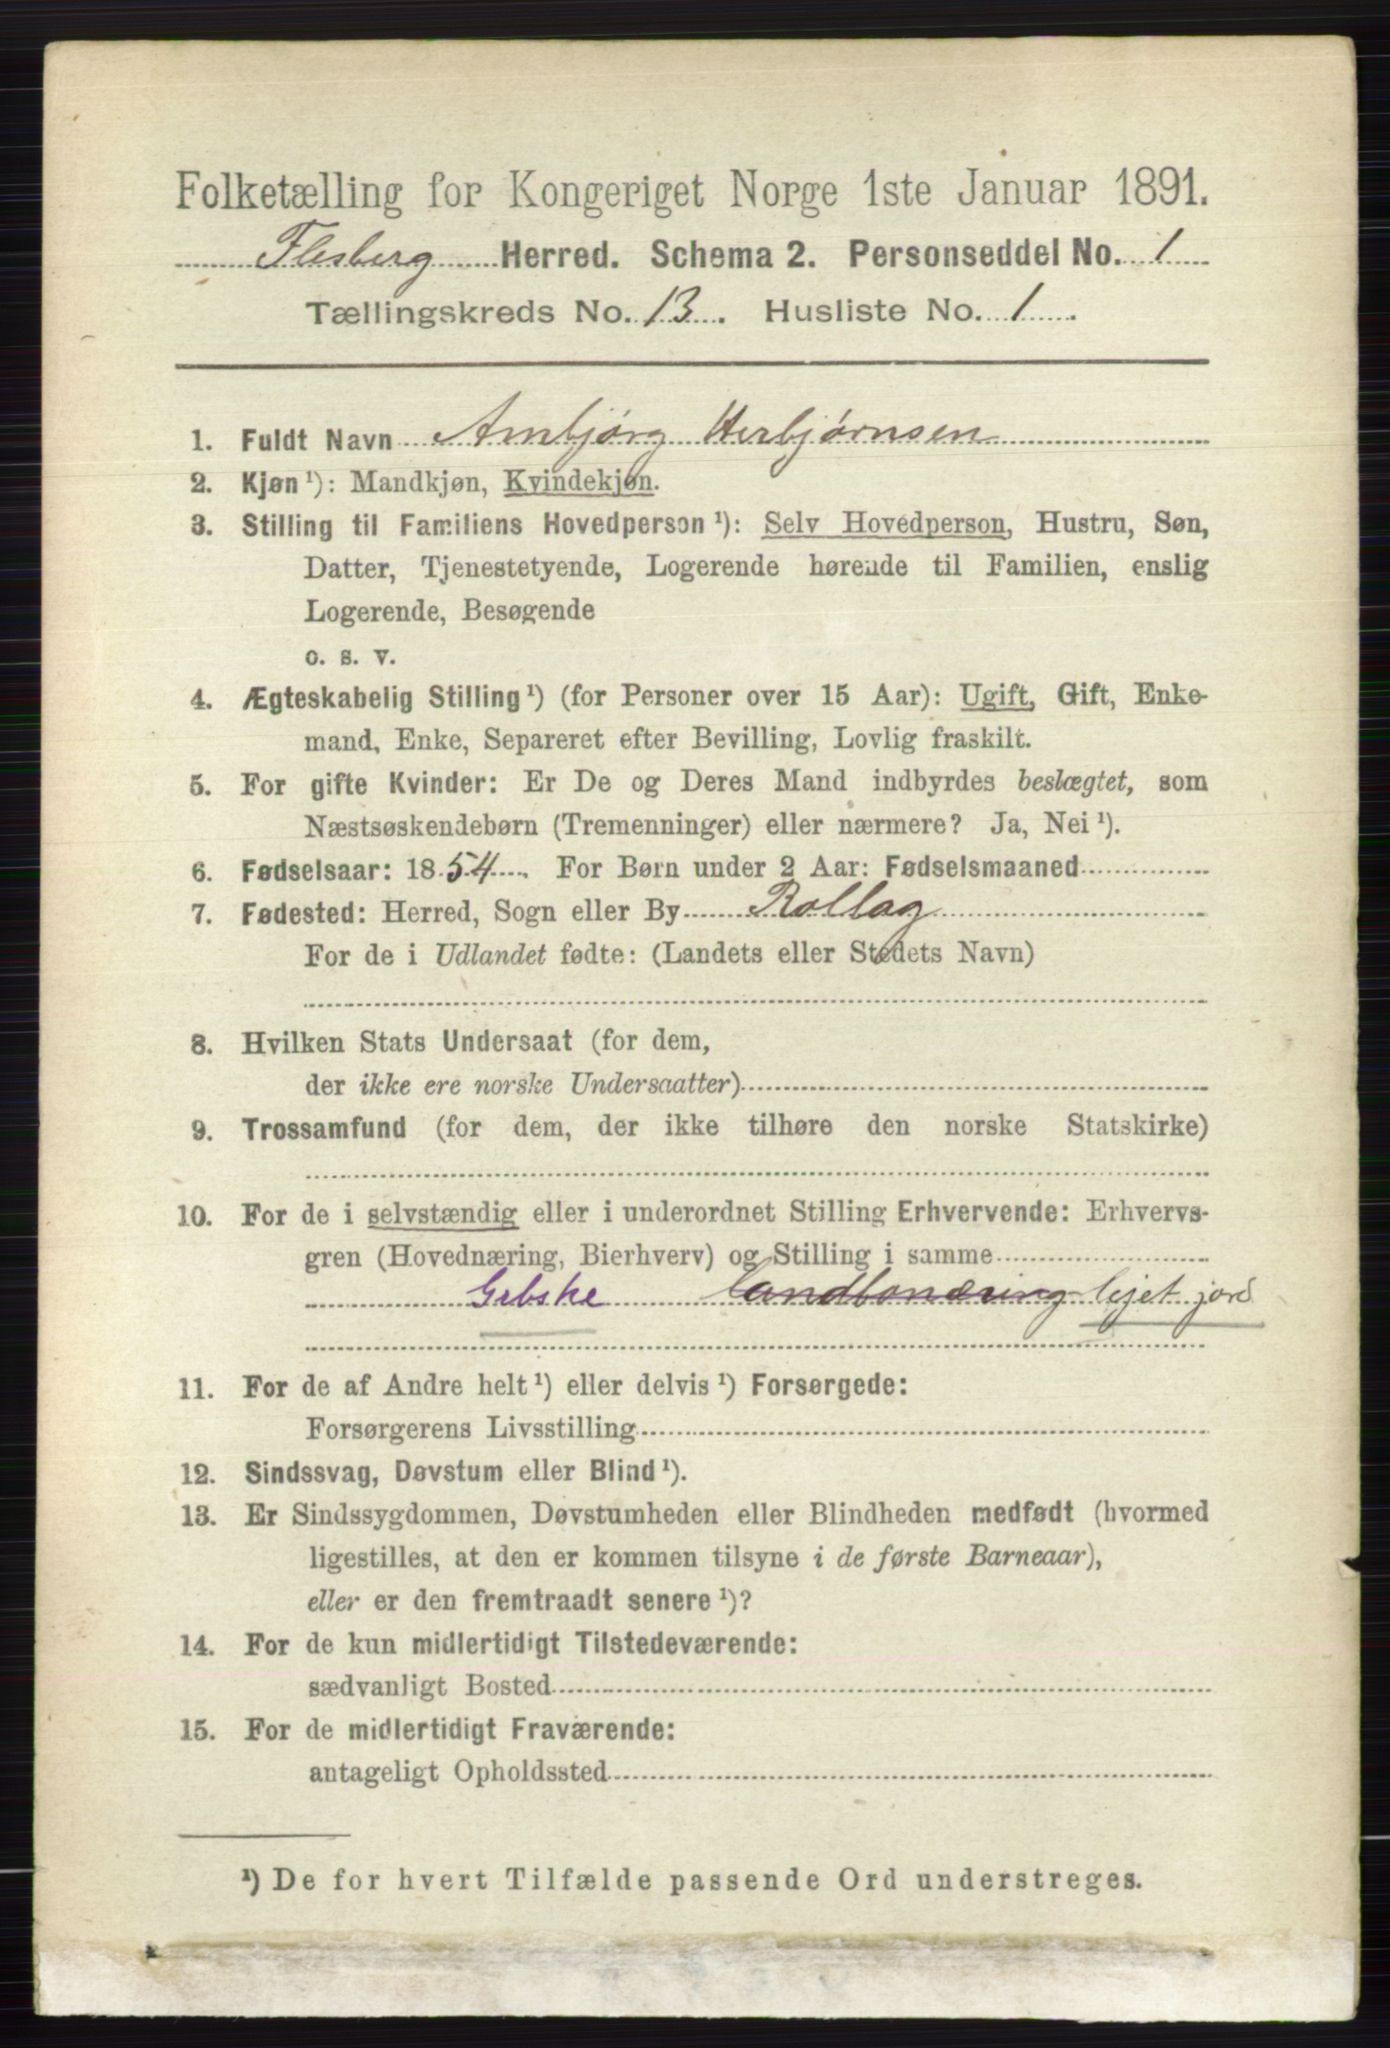 Folketælling for Kongeriget Norge 1ste Januar 1891.
Flesberg Herred. Schema 2. Personseddel No. 1
Tællingskreds No. 13. Husliste No. 1.
1. Fuldt Navn Ambjørg Herbjørnsen
2. Kjøn ¹): Mandkjøn, Kvindekjøn.
3. Stilling til Familiens Hovedperson ¹): Selv Hovedperson, Hustru, Søn,
Datter, Tjenestetyende, Logerende hørende til Familien, enslig
Logerende, Besøgende
o. s. v.
4. Ægteskabelig Stilling ¹) (for Personer over 15 Aar): Ugift, Gift, Enke-
mand, Enke, Separeret efter Bevilling, Lovlig fraskilt.
5. For gifte Kvinder: Er De og Deres Mand indbyrdes beslægtet, som
Næstsøskendebørn (Tremenninger) eller nærmere? Ja, Nei ¹).
6. Fødselsaar: 1854. For Børn under 2 Aar: Fødselsmaaned
7. Fødested: Herred, Sogn eller By Rollag
For de i Udlandet fødte: (Landets eller Stedets Navn)
8. Hvilken Stats Undersaat (for dem,
der ikke ere norske Undersaatter)
9. Trossamfund (for dem, der ikke tilhøre den norske Statskirke)
10. For de i selvstændig eller i underordnet Stilling Erhvervende: Erhvervs-
gren (Hovednæring, Bierhverv) og Stilling i samme
Gbske landbonæring lejet jord
11. For de af Andre helt ¹) eller delvis ¹) Forsørgede:
Forsørgerens Livsstilling
12. Sindssvag, Døvstum eller Blind ¹).
13. Er Sindssygdommen, Døvstumheden eller Blindheden medfødt (hvormed
ligestilles, at den er kommen tilsyne i de første Barneaar),
eller er den fremtraadt senere ¹)?
14. For de kun midlertidigt Tilstedeværende:
sædvanligt Bosted
15. For de midlertidigt Fraværende:
antageligt Opholdssted
¹) De for hvert Tilfælde passende Ord understreges.